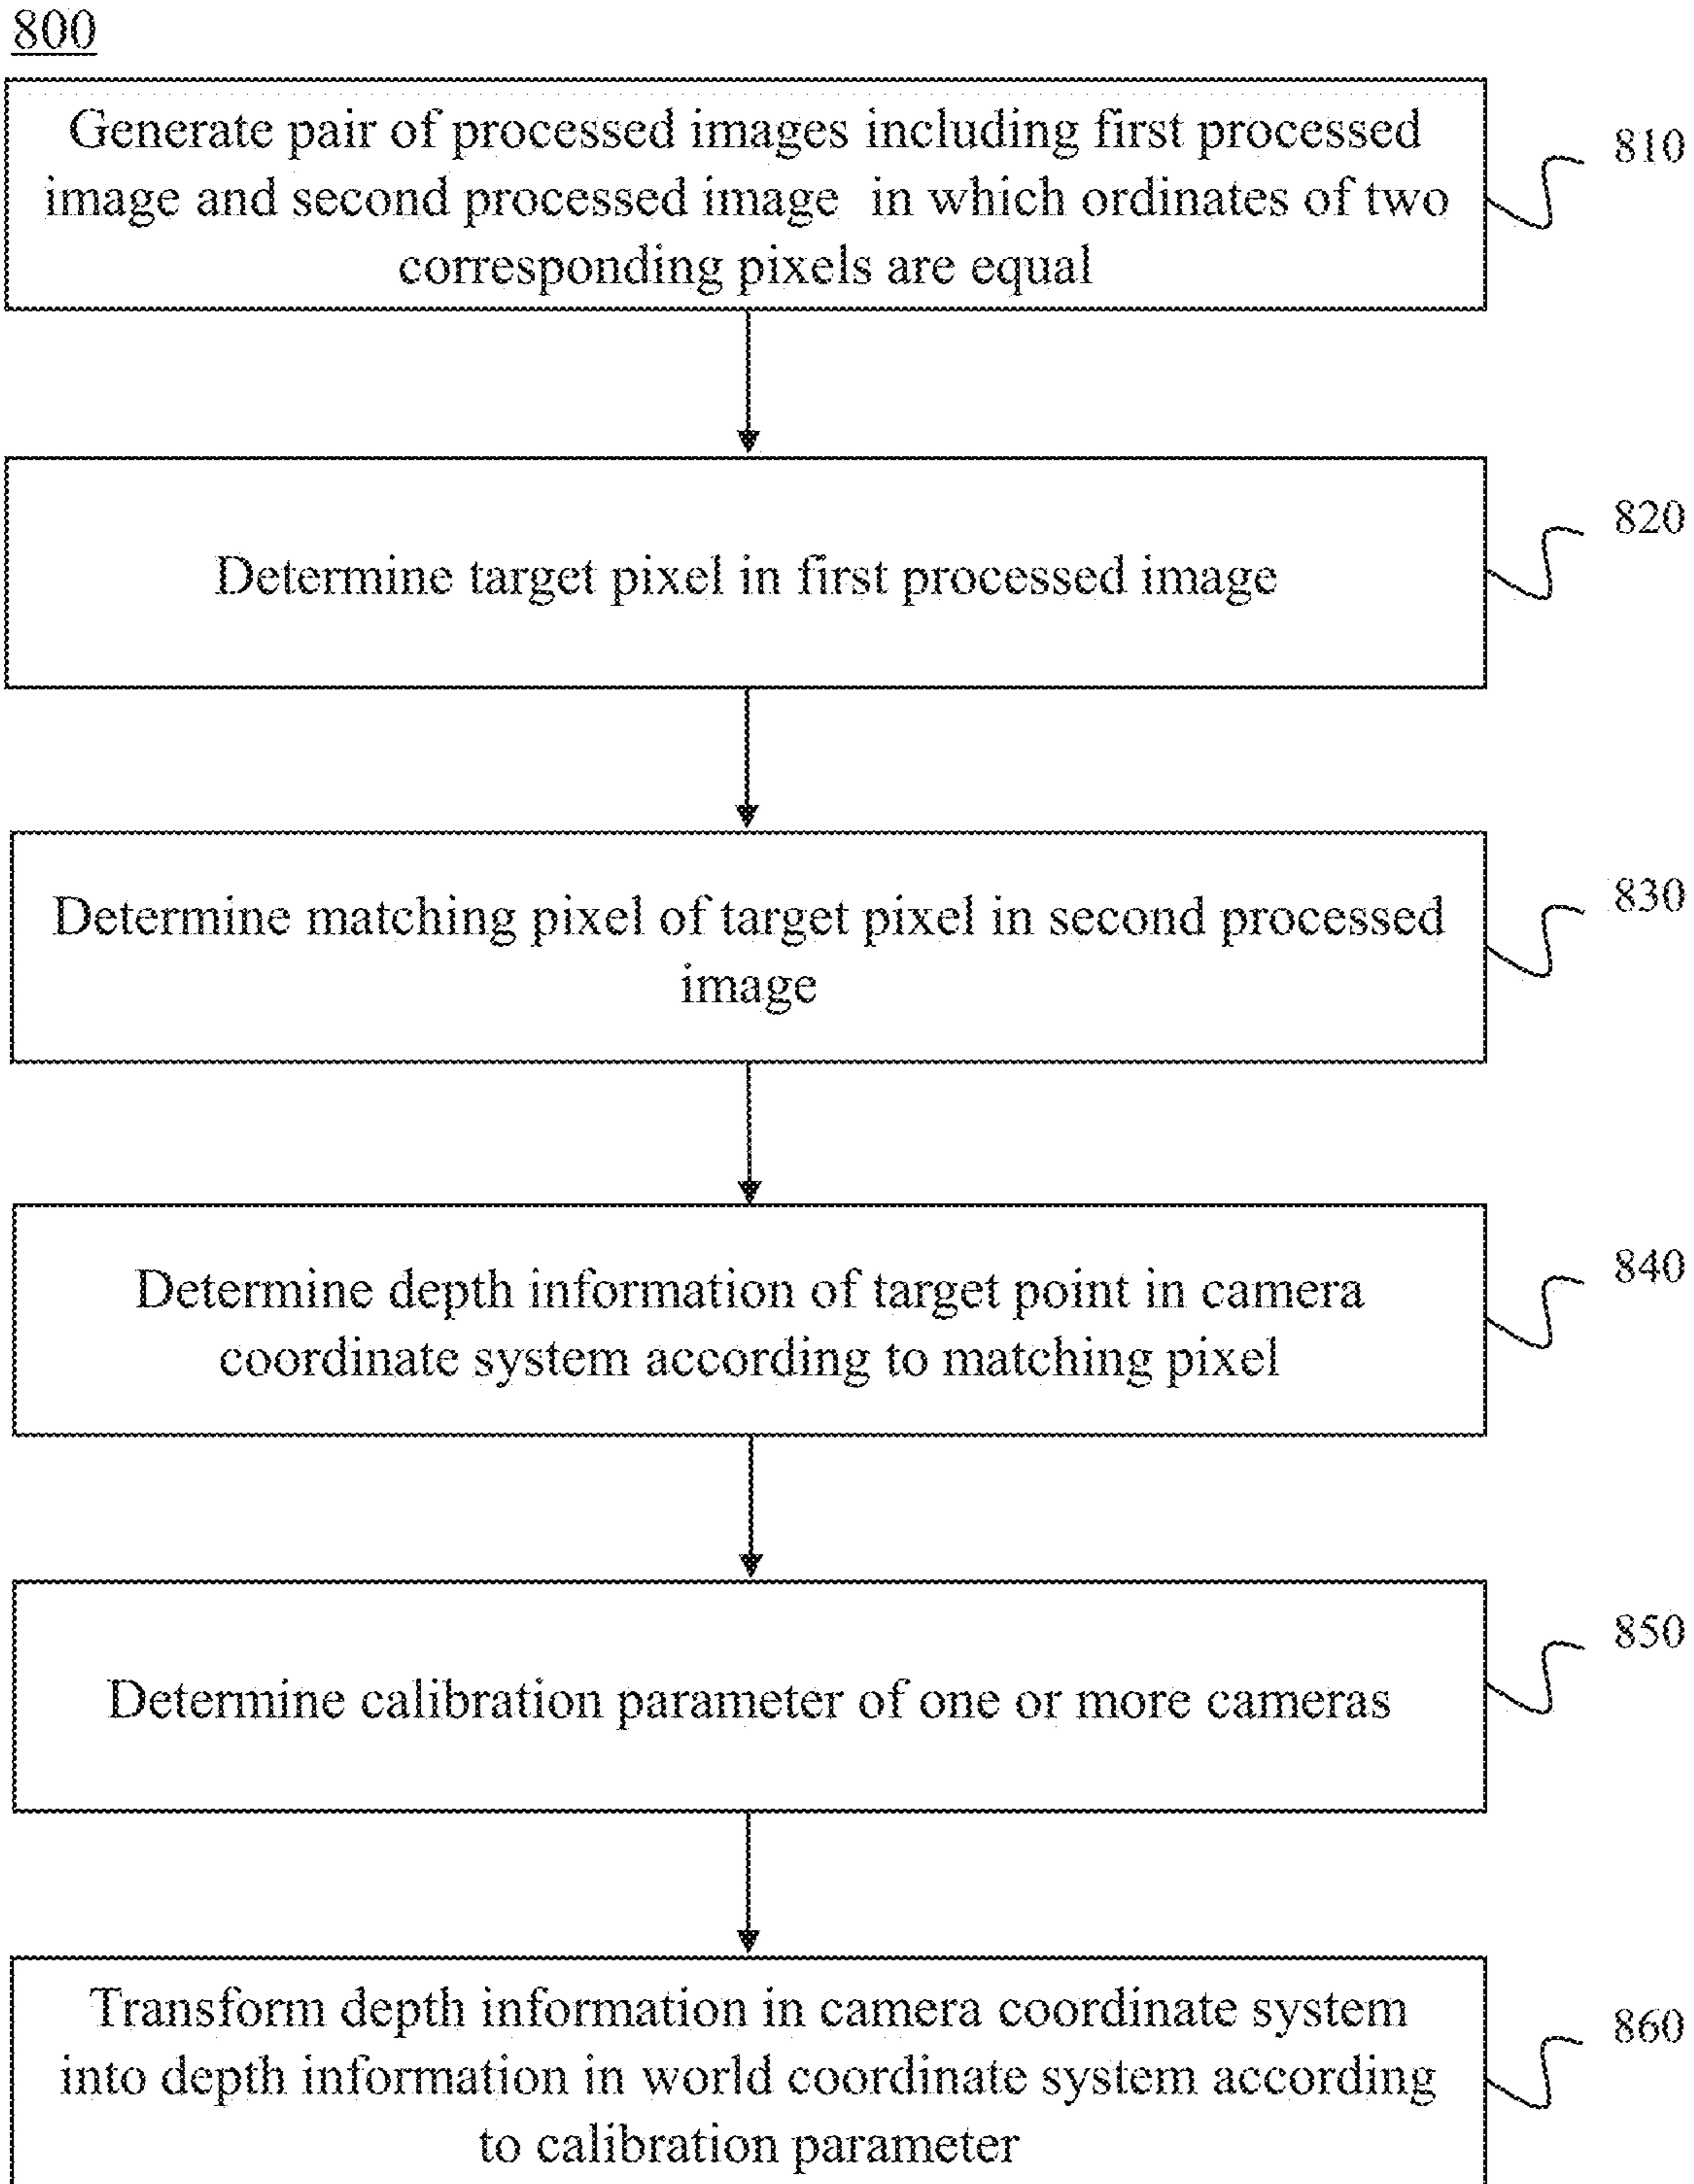 800
Generate pair of processed images including first processed
image and second processed image in which ordinates of two
corresponding pixels are equal
810
Determine target pixel in first processed image
820
Determine matching pixel of target pixel in second processed
image
830
Determine depth information of target point in camera
coordinate system according to matching pixel
840
Determine calibration parameter of one or more cameras
850
Transform depth information in camera coordinate system
into depth information in world coordinate system according
to calibration parameter
860